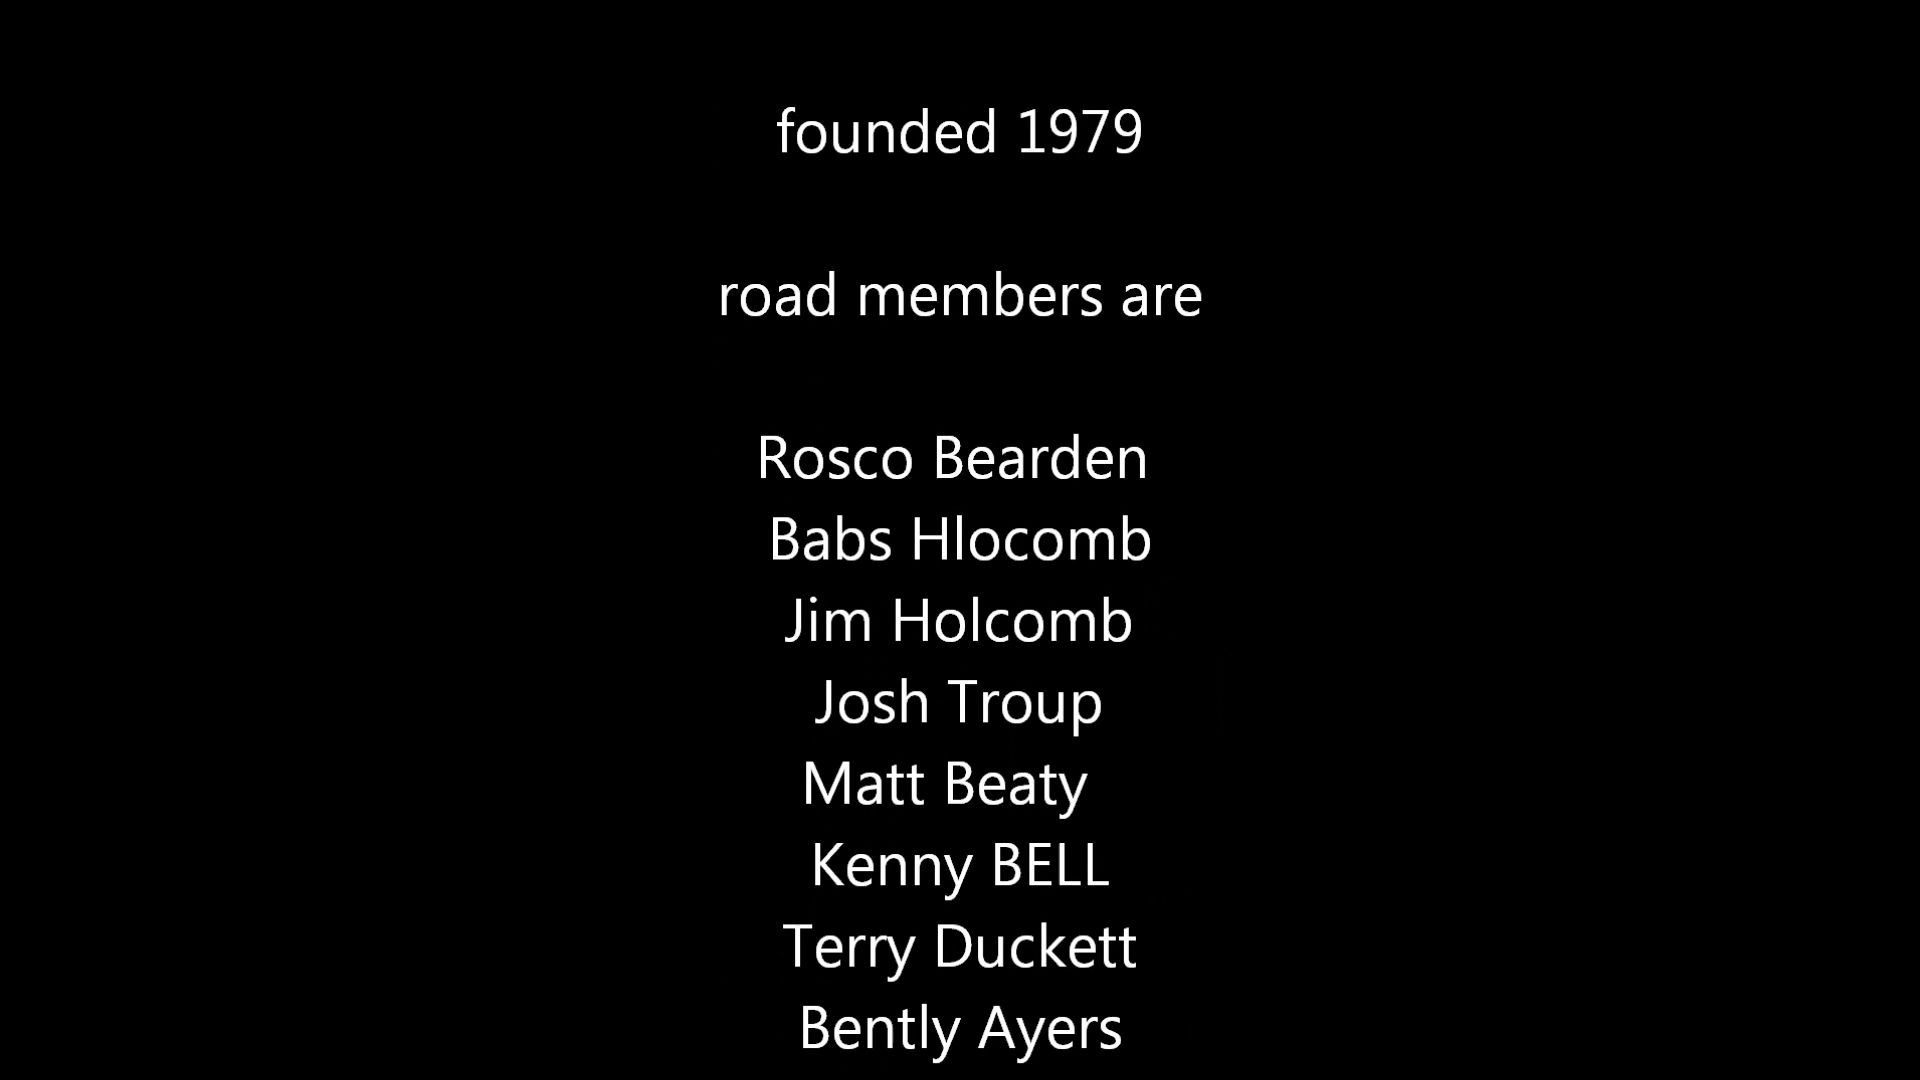 founded 1979
road members are
Rosco Bearden
Babs Hlocomb
Jim Holcomb
Josh Troup
Matt Beaty
Kenny BELL
Terry Duckett
Bently Ayers